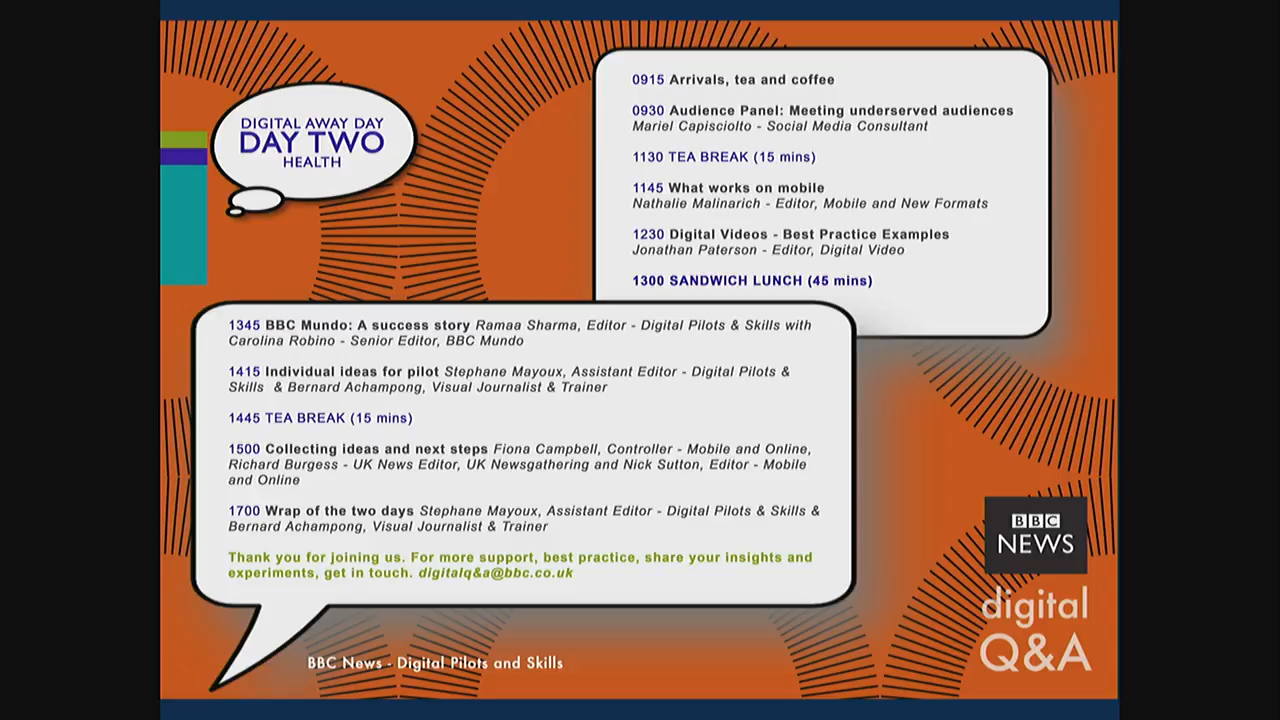 DIGITAL AWAY DAY
DAY TWO
HEALTH
0915 Arrivals, tea and coffee
0930 Audience Panel: Meeting underserved audiences
Mariel Capisciolto - Social Media Consultant
1130 TEA BREAK (15 mins)
1145 What works on mobile
Nathalie Malinarich - Editor, Mobile and New Formats
1230 Digital Videos - Best Practice Examples
Jonathan Paterson - Editor, Digital Video
1300 SANDWICH LUNCH (45 mins)
1345 BBC Mundo: A success story Ramaa Sharma, Editor - Digital Pilots & Skills with
Carolina Robino - Senior Editor, BBC Mundo
1415 Individual ideas for pilot Stephane Mayoux, Assistant Editor - Digital Pilots &
Skills & Bernard Achampong, Visual Journalist & Trainer
1445 TEA BREAK (15 mins)
1500 Collecting ideas and next steps Fiona Campbell, Controller - Mobile and Online,
Richard Burgess - UK News Editor, UK Newsgathering and Nick Sutton, Editor - Mobile
and Online
1700 Wrap of the two days Stephane Mayoux, Assistant Editor - Digital Pilots & Skills &
Bernard Achampong, Visual Journalist & Trainer
Thank you for joining us. For more support, best practice, share your insights and
experiments, get in touch. digitalq&a@bbc.co.uk
BBC News - Digital Pilots and Skills
BBC
NEWS
digital
Q&A